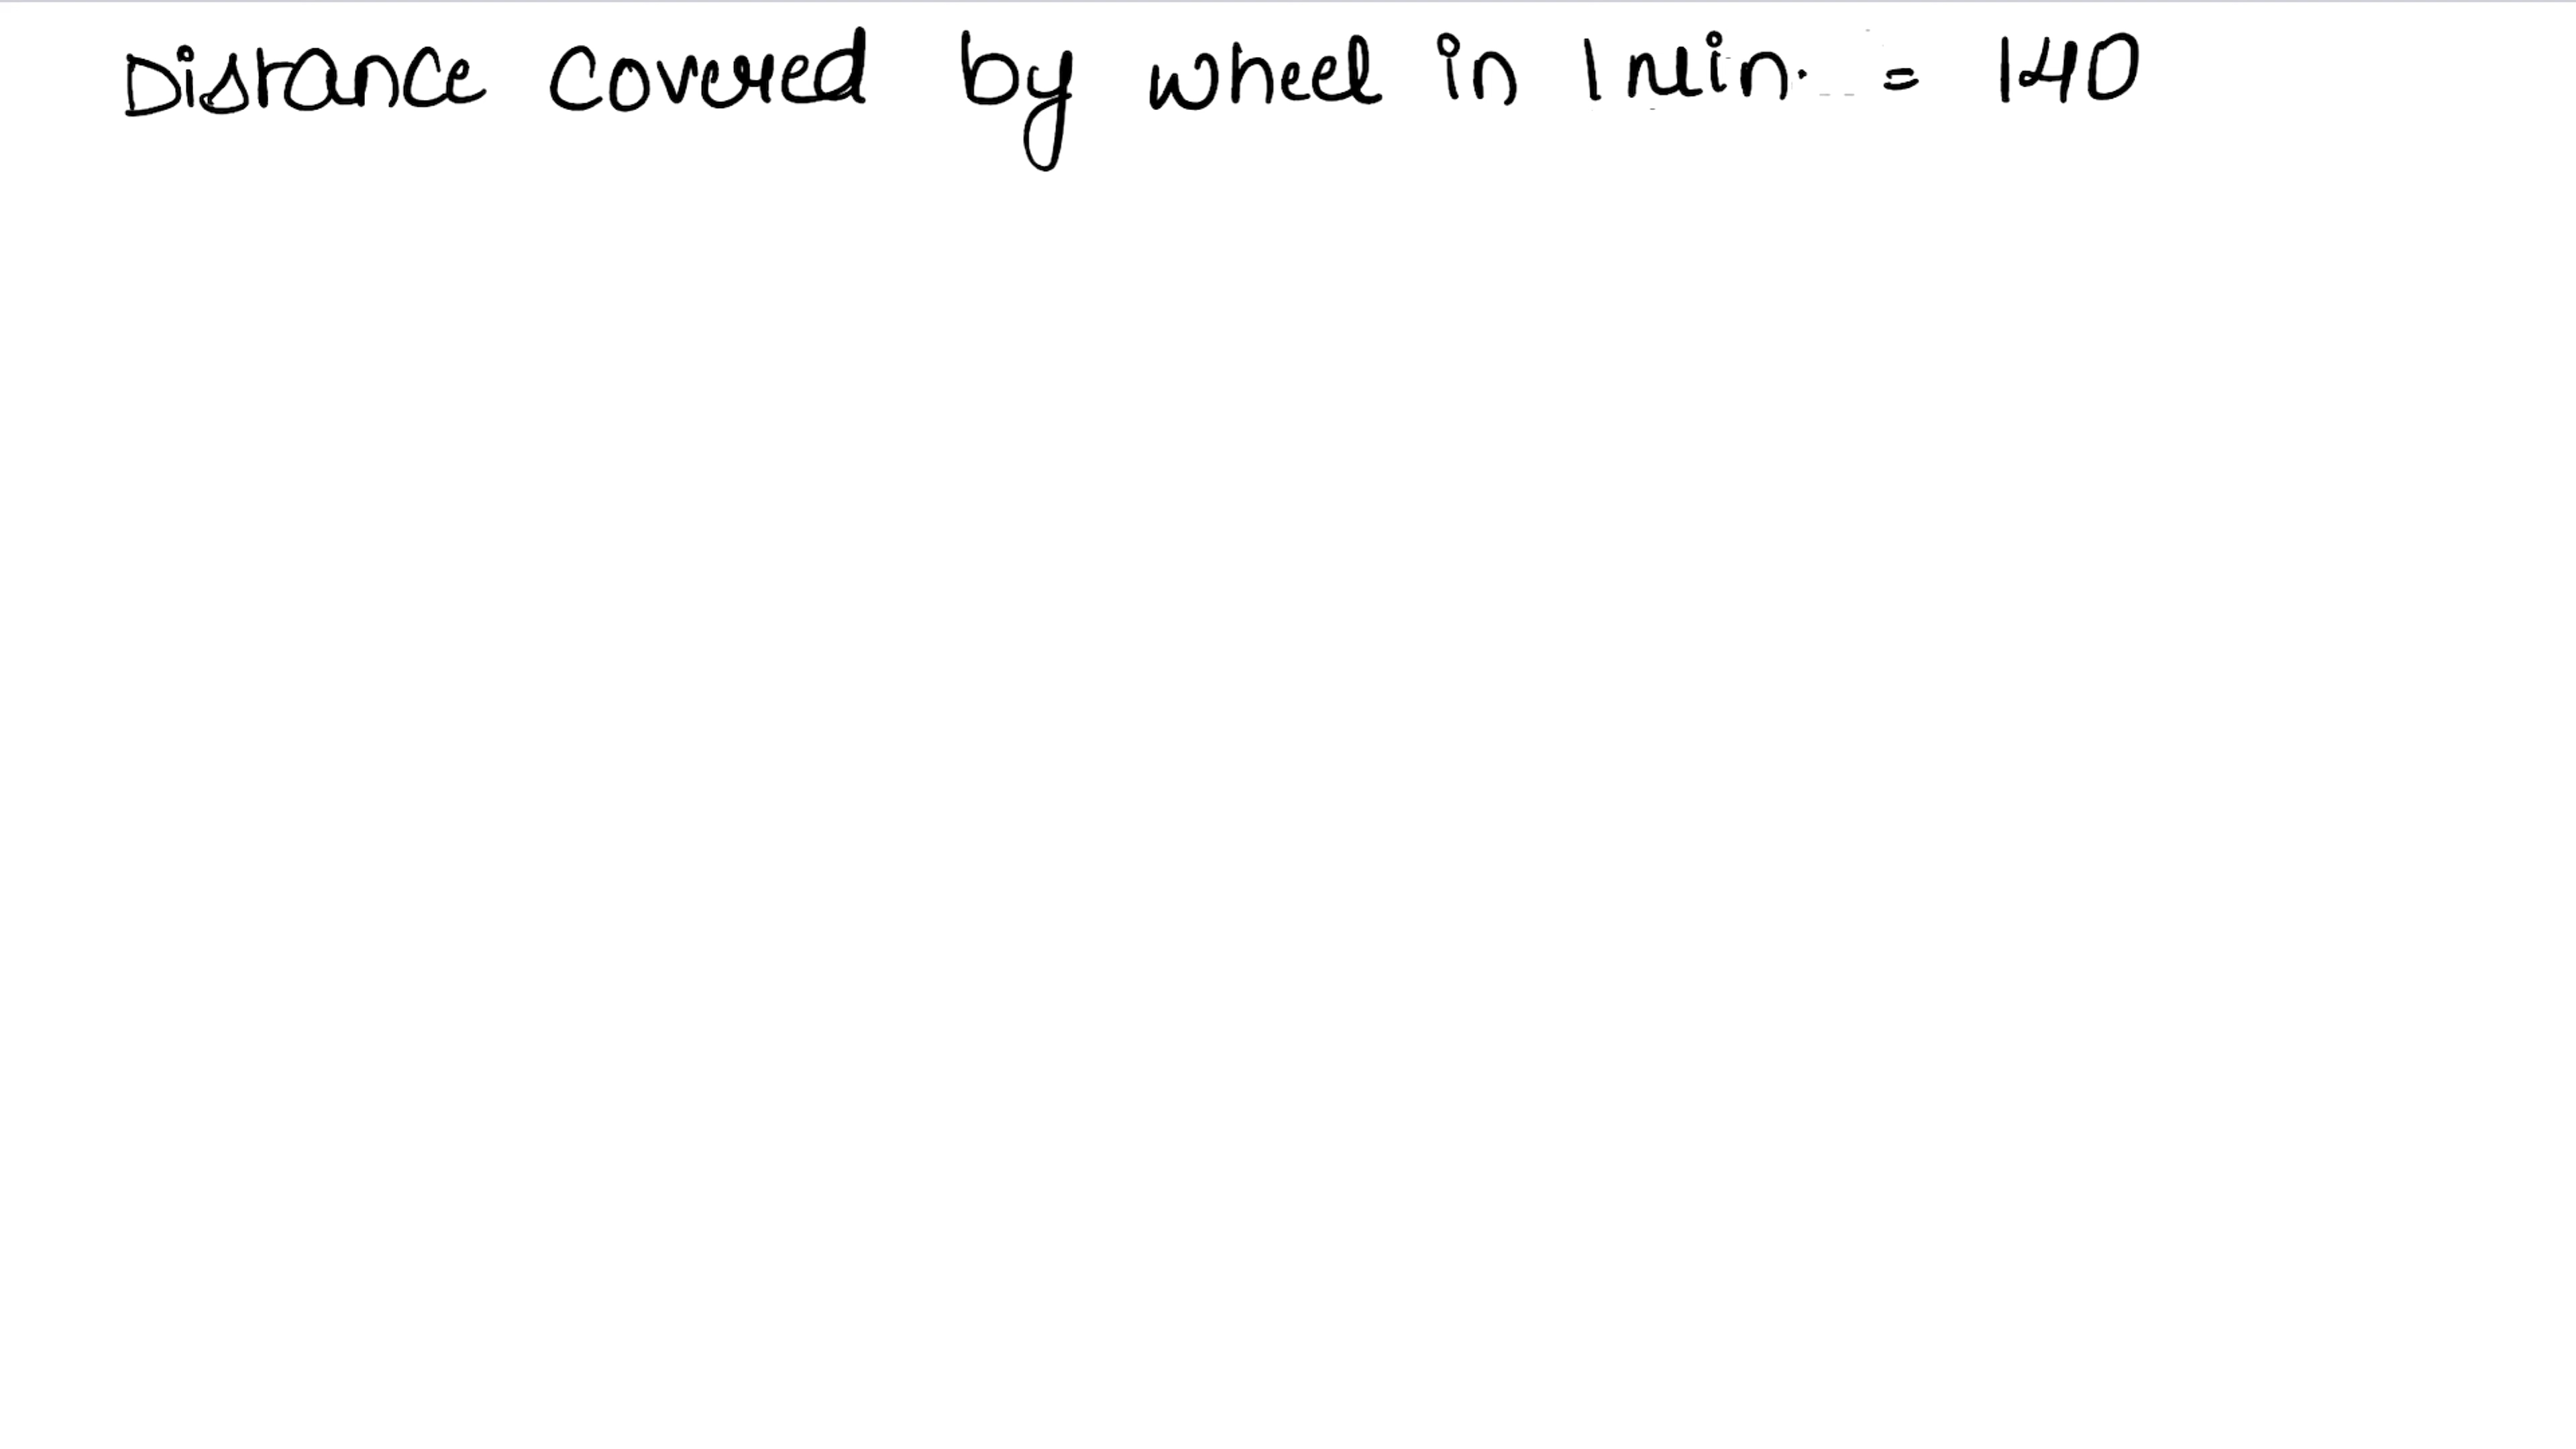 Distance covered by wheel in 1 min. = 140